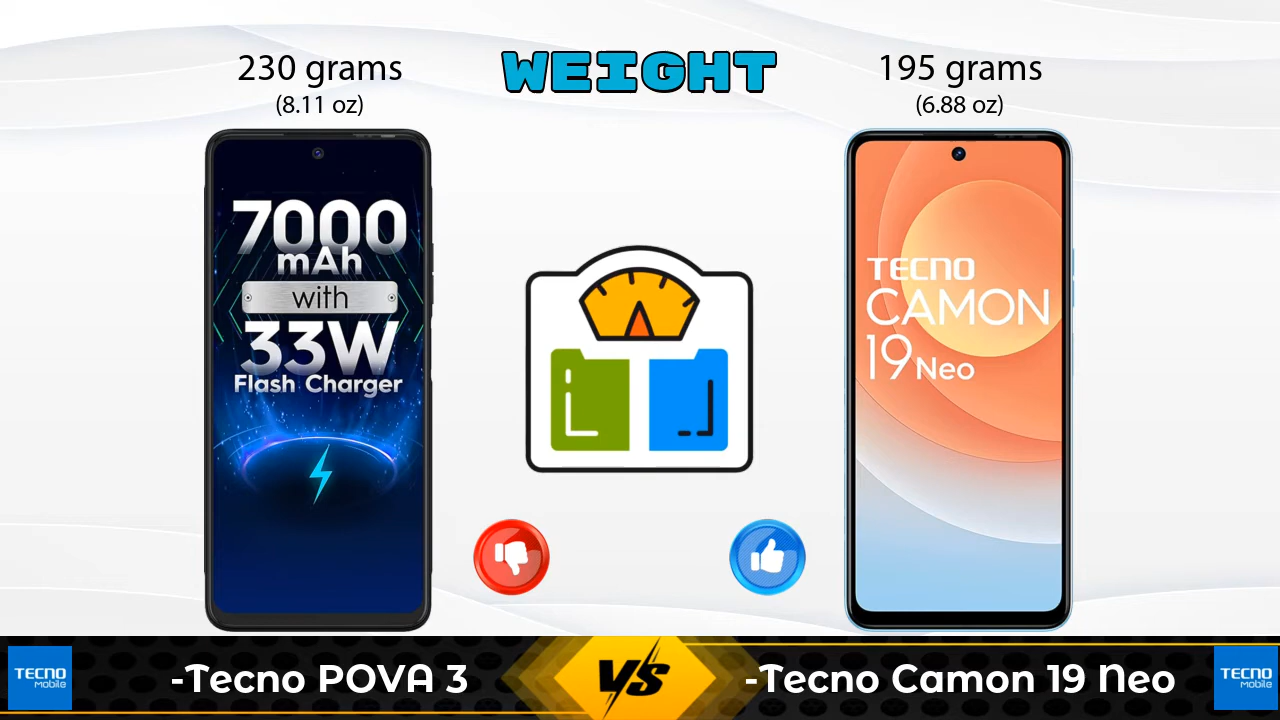 WEIGHT
230 grams
(8.11 oz)
195 grams
(6.88 oz)
7000
mAh
with
33W
Flash Charger
TECNO
CAMON
19 Neo
TECNO
mobile
-Tecno POVA 3
VS
-Tecno Camon 19 Neo
TECNO
mobile